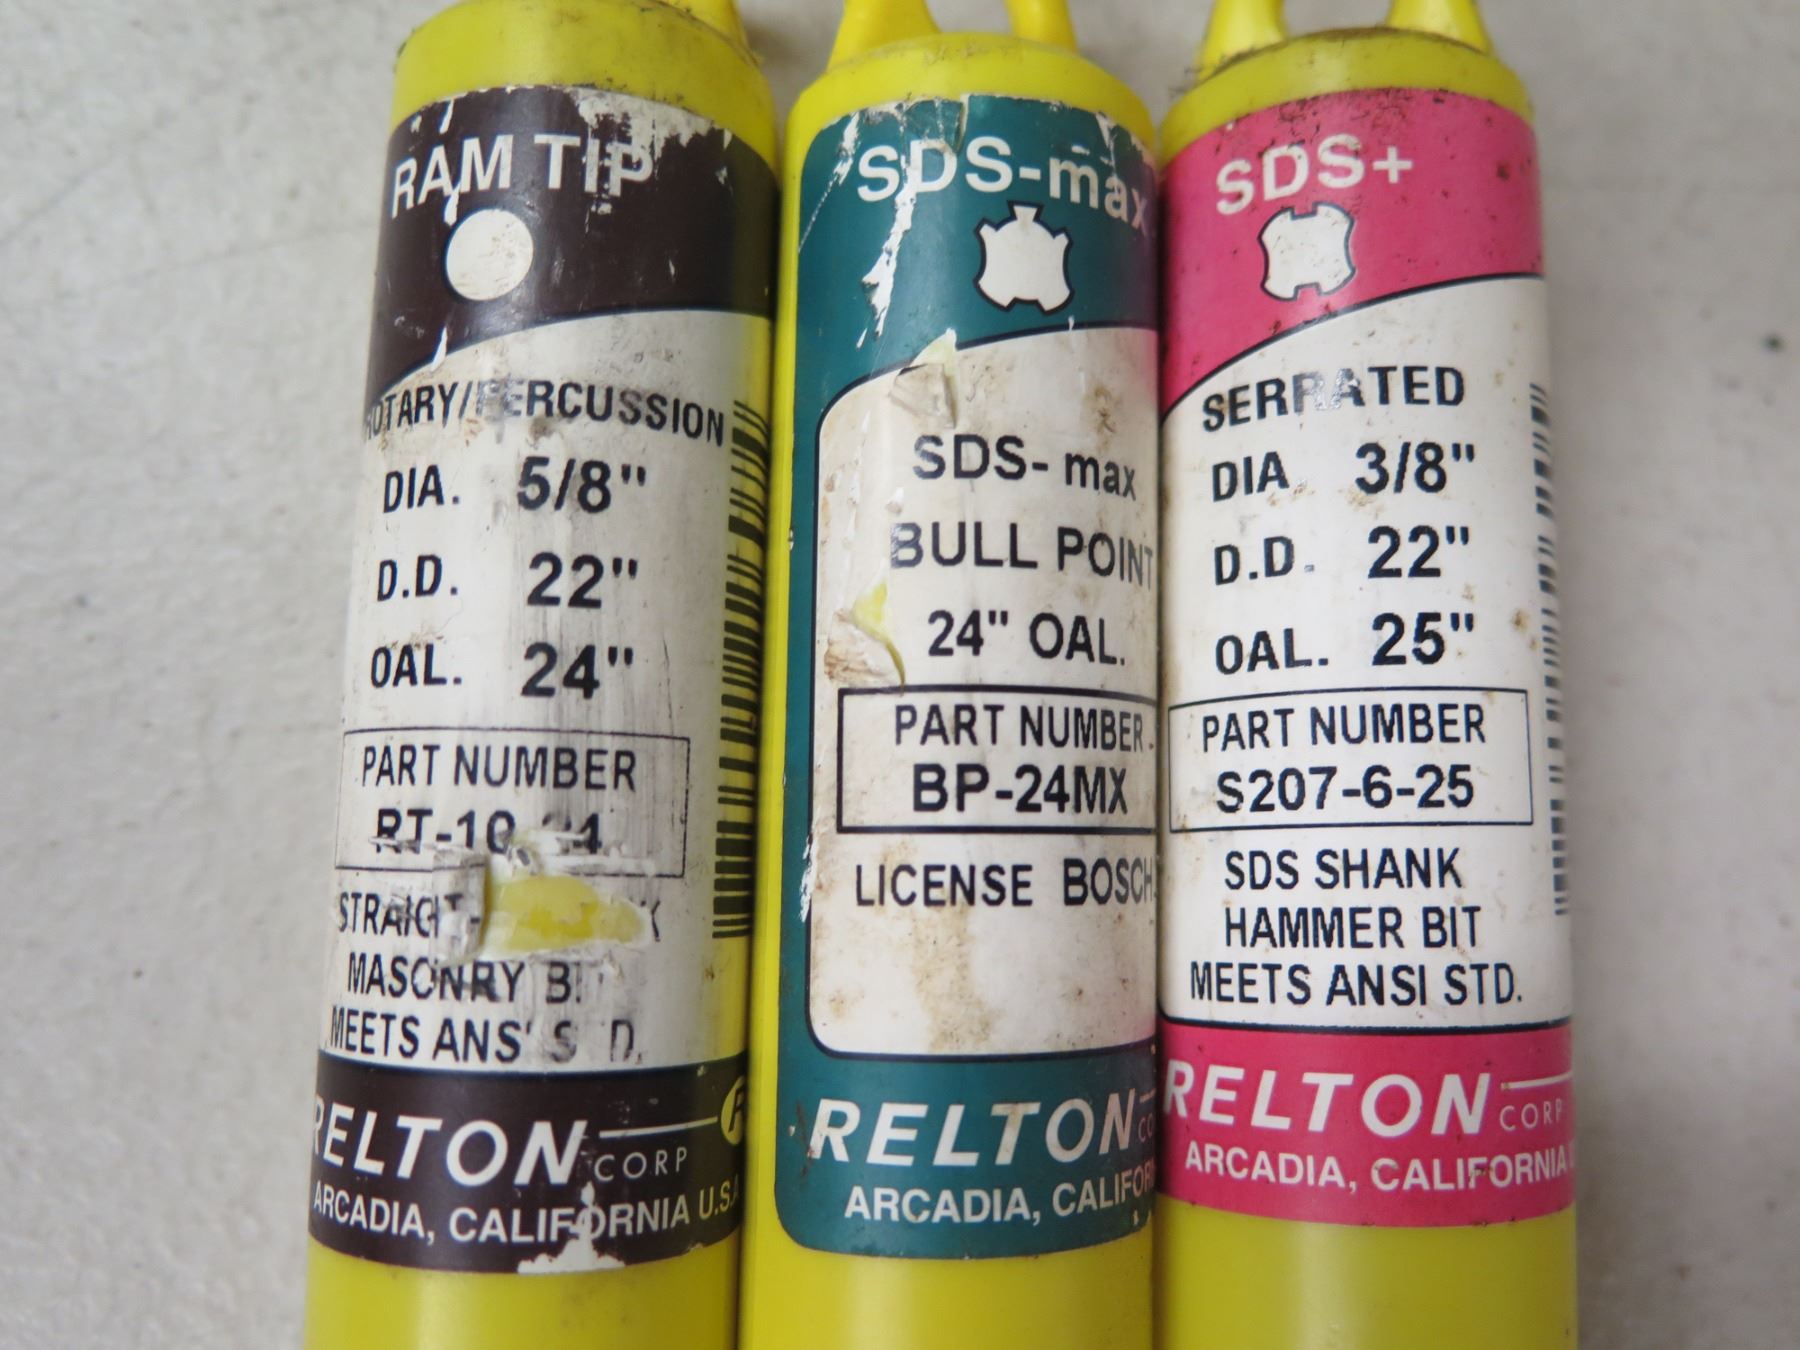 RAM TIP
ROTARY/PERCUSSION
DIA. 5/8"
D.D. 22"
OAL. 24"
PART NUMBER
MASONRY
MEETS
RELTON CORP
ARCADIA, CALIFORNIA U.S.A
SDS-max
SDS- max
BULL POINT
24" OAL.
PART NUMBER
BP-24MX
LICENSE BOSCH
RELTON CO
ARCADIA, CALIFOR
SDS+
SERRATED
DIA 3/8"
D.D. 22"
OAL. 25"
PART NUMBER
S207-6-25
SDS SHANK
HAMMER BIT
MEETS ANSI STD.
RELTON CORP
ARCADIA, CALIFORNIA